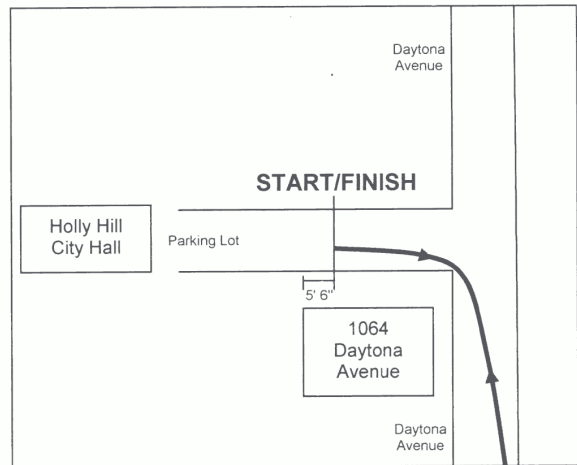 Daytona
Avenue
START/FINISH
Holly Hill
City Hall
Parking Lot
5' 6"
1064
Daytona
Avenue
Daytona
Avenue